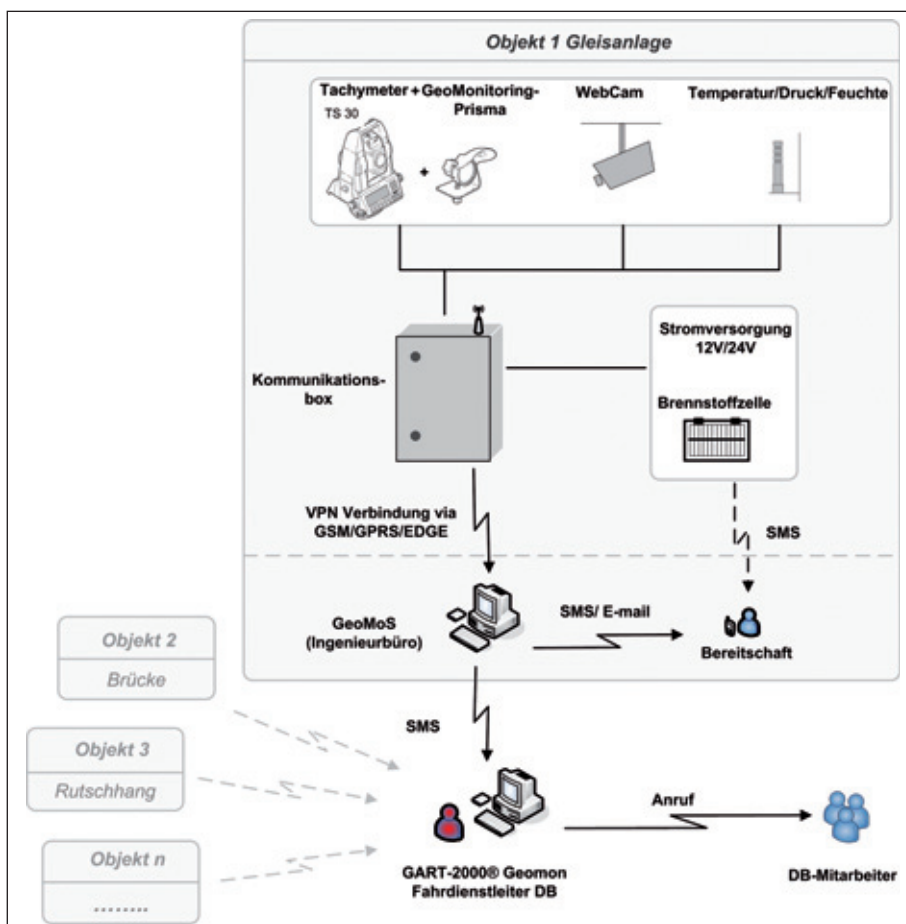 Objekt 1 Gleisanlage
Tachymeter + GeoMonitoring-
Prisma
TS 30
+
WebCam
Temperatur/Druck/Feuchte
Kommunikations-
box
Stromversorgung
12V/24V
Brennstoffzelle
VPN Verbindung via
GSM/GPRS/EDGE
SMS
GeoMoS
(Ingenieurbüro)
SMS/ E-mail
Bereitschaft
Objekt 2
Brücke
SMS
Objekt 3
Rutschhang
Anruf
Objekt n
........
GART-2000® Geomon
Fahrdienstleiter DB
DB-Mitarbeiter